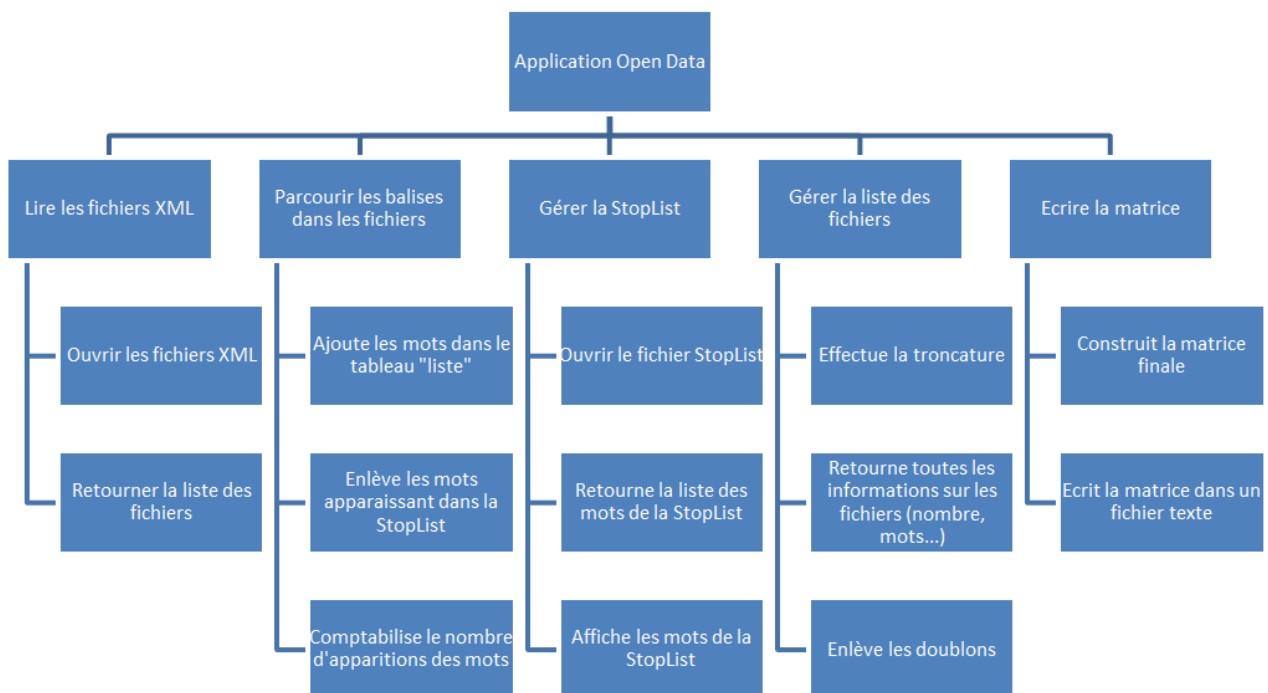 Application Open Data
Lire les fichiers XML
Parcourir les balises
dans les fichiers
Gérer la StopList
Gérer la liste des
fichiers
Ecrire la matrice
Ouvrir les fichiers XML
Ajoute les mots dans le
tableau "liste"
Ouvrir le fichier StopList
Effectue la troncature
Construit la matrice
finale
Retourner la liste des
fichiers
Enlève les mots
apparaissant dans la
StopList
Retourne la liste des
mots de la StopList
Retourne toutes les
informations sur les
fichiers (nombre,
mots...)
Ecrit la matrice dans un
fichier texte
Comptabilise le nombre
d'apparitions des mots
Affiche les mots de la
StopList
Enlève les doublons